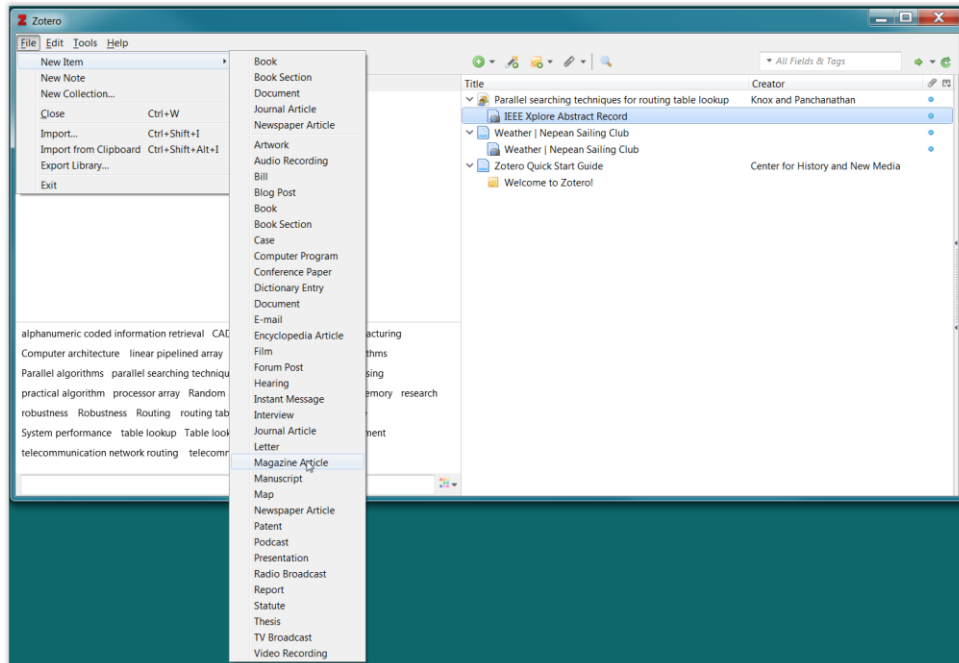 Zotero
File Edit Tools Help
New Item
New Note
New Collection...
Close Ctrl+W
Import... Ctrl+Shift+I
Import from Clipboard Ctrl+Shift+Alt+I
Export Library...
Exit
Book
Book Section
Document
Journal Article
Newspaper Article
Artwork
Audio Recording
Bill
Blog Post
Book
Book Section
Case
Computer Program
Conference Paper
Dictionary Entry
Document
E-mail
Encyclopedia Article
Film
Forum Post
Hearing
Instant Message
Interview
Journal Article
Letter
Magazine Article
Manuscript
Map
Newspaper Article
Patent
Podcast
Presentation
Radio Broadcast
Report
Statute
Thesis
TV Broadcast
Video Recording
All Fields & Tags
Title Creator
Parallel searching techniques for routing table lookup Knox and Panchanathan
IEEE Xplore Abstract Record
Weather | Nepean Sailing Club
Weather | Nepean Sailing Club
Zotero Quick Start Guide Center for History and New Media
Welcome to Zotero!
alphanumeric coded information retrieval CAD acturing
Computer architecture linear pipelined array thms
Parallel algorithms parallel searching techniqu sing
practical algorithm processor array Random emory research
robustness Robustness Routing routing tab
System performance table lookup Table look ment
telecommunication network routing telecomr